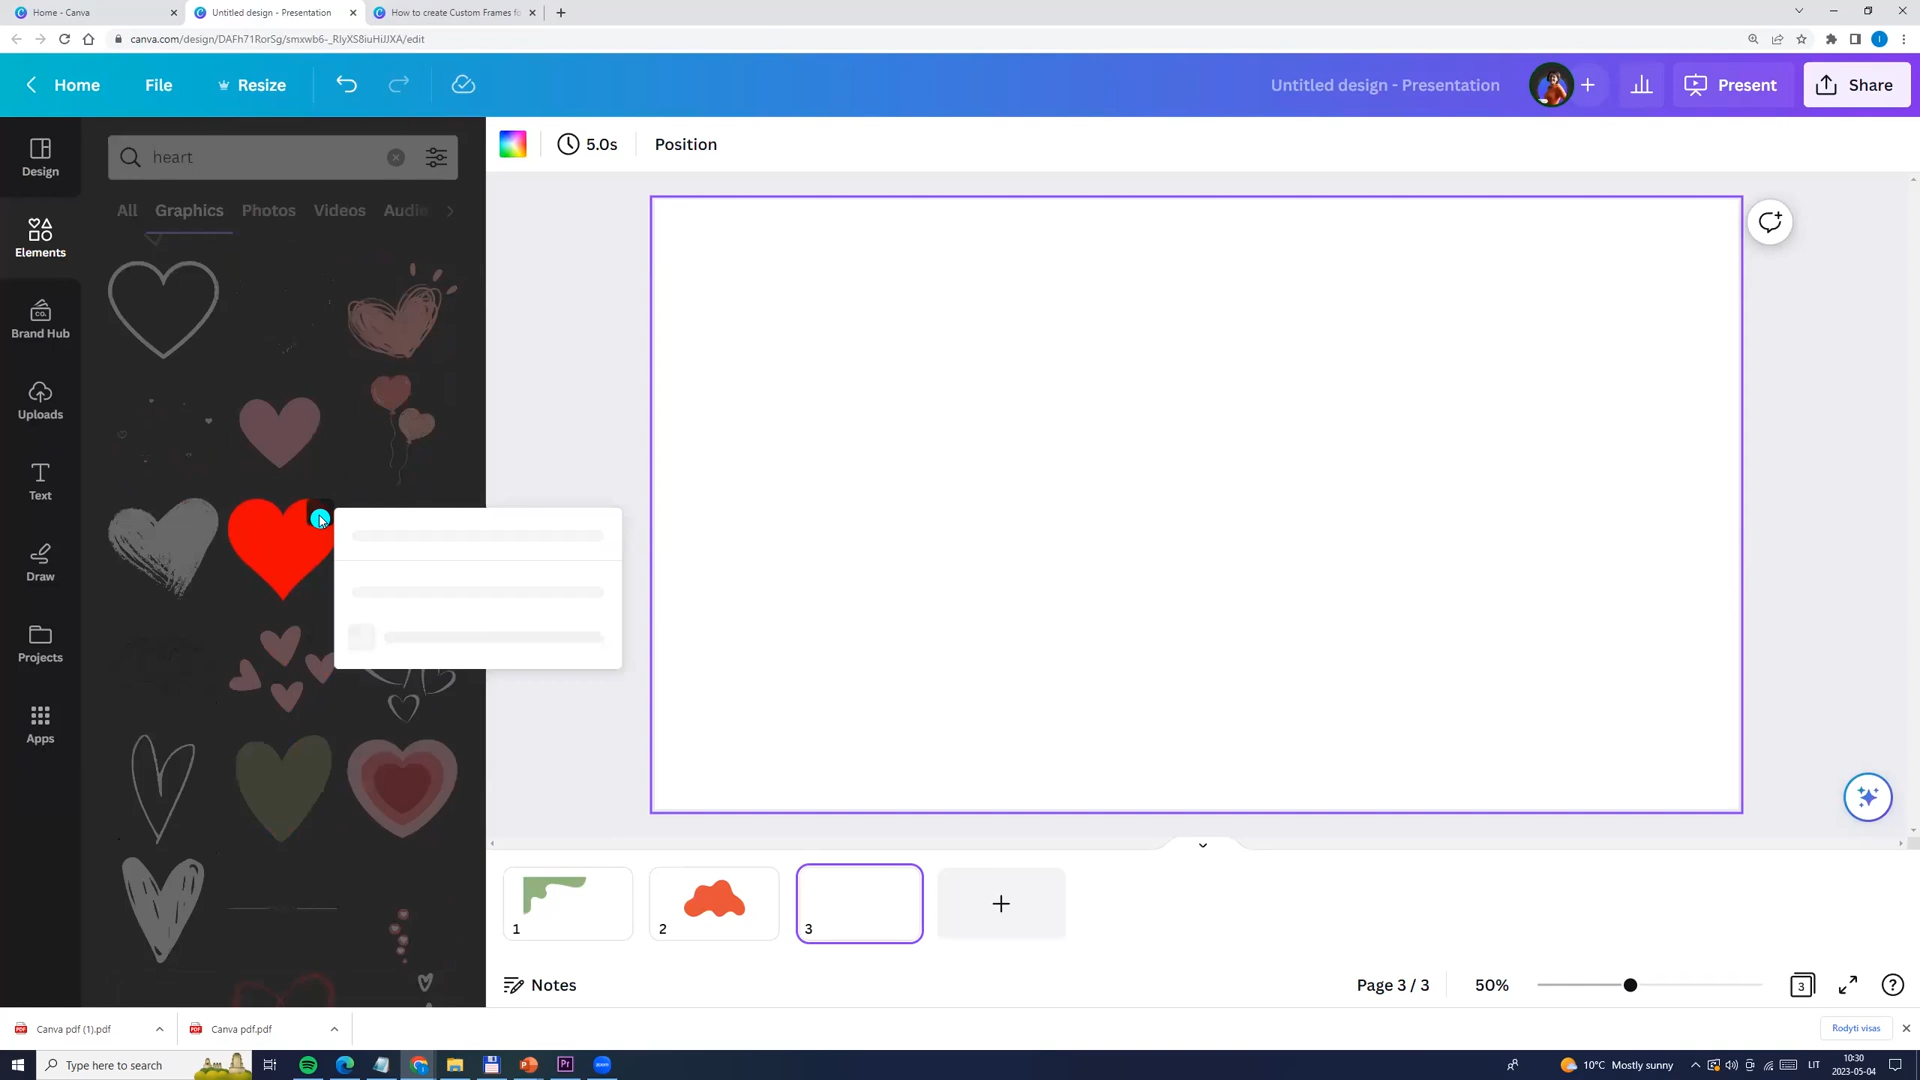 Home - Canva
Untitled design - Presentation
How to create Custom Frames fo
canva.com/design/DAFh71RorSg/smxwb6-_RlyXS8iuHiJJXA/edit
Home
File
Resize
Untitled design - Presentation
Present
Share
Design
Elements
Brand Hub
CO.
Uploads
Text
Draw
Projects
Apps
heart
All
Graphics
Photos
Videos
Audio
5.0s
Position
1
2
3
Notes
Page 3 / 3
50%
3
Canva pdf (1).pdf
Canva pdf.pdf
Rodyti visas
Type here to search
10°C Mostly sunny
LIT
10:30
2023-05-04